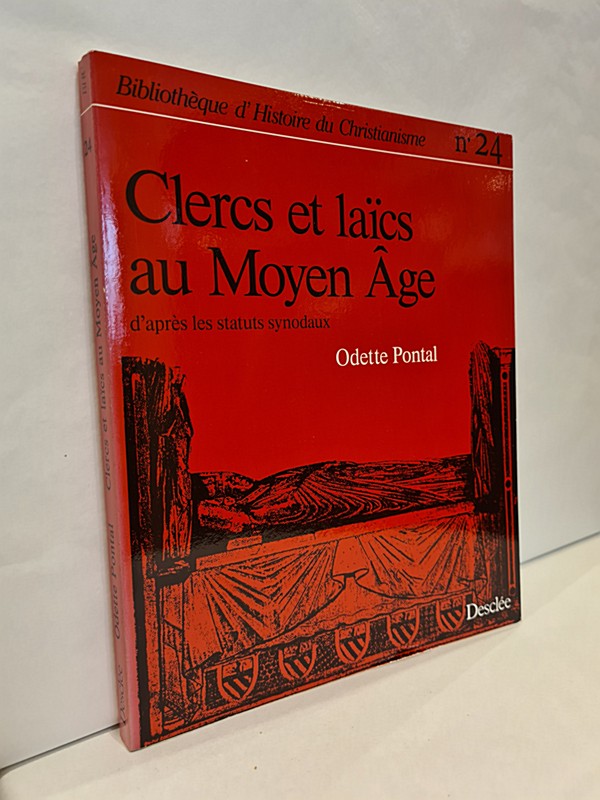 Bibliothèque d'Histoire du Christianisme n° 24
Clercs et laïcs
au Moyen Âge
d'après les statuts synodaux
Odette Pontal
Desclée
Desclée Odette Pontal Clercs et laïcs au Moyen Âge